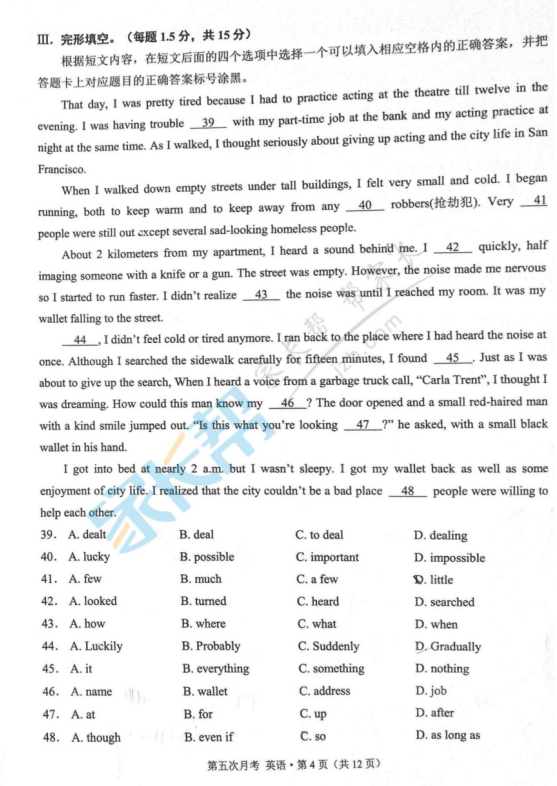 III. 完形填空。（每题 1.5 分，共 15 分）
根据短文内容，在短文后面的四个选项中选择一个可以填入相应空格内的正确答案，并把
答题卡上对应题目的正确答案标号涂黑。
That day, I was pretty tired because I had to practice acting at the theatre till twelve in the
evening. I was having trouble 39 with my part-time job at the bank and my acting practice at
night at the same time. As I walked, I thought seriously about giving up acting and the city life in San
Francisco.
When I walked down empty streets under tall buildings, I felt very small and cold. I began
running, both to keep warm and to keep away from any 40 robbers(抢劫犯). Very 41
people were still out except several sad-looking homeless people.
About 2 kilometers from my apartment, I heard a sound behind me. I 42 quickly, half
imaging someone with a knife or a gun. The street was empty. However, the noise made me nervous
so I started to run faster. I didn't realize 43 the noise was until I reached my room. It was my
wallet falling to the street.
44 , I didn't feel cold or tired anymore. I ran back to the place where I had heard the noise at
once. Although I searched the sidewalk carefully for fifteen minutes, I found 45 . Just as I was
about to give up the search, When I heard a voice from a garbage truck call, “Carla Trent”, I thought I
was dreaming. How could this man know my 46 ? The door opened and a small red-haired man
with a kind smile jumped out. “Is this what you're looking 47 ?” he asked, with a small black
wallet in his hand.
I got into bed at nearly 2 a.m. but I wasn't sleepy. I got my wallet back as well as some
enjoyment of city life. I realized that the city couldn't be a bad place 48 people were willing to
help each other.
39. A. dealt B. deal C. to deal D. dealing
40. A. lucky B. possible C. important D. impossible
41. A. few B. much C. a few D. little
42. A. looked B. turned C. heard D. searched
43. A. how B. where C. what D. when
44. A. Luckily B. Probably C. Suddenly D. Gradually
45. A. it B. everything C. something D. nothing
46. A. name B. wallet C. address D. job
47. A. at B. for C. up D. after
48. A. though B. even if C. so D. as long as
第五次月考 英语·第 4 页（共 12 页）
家长帮